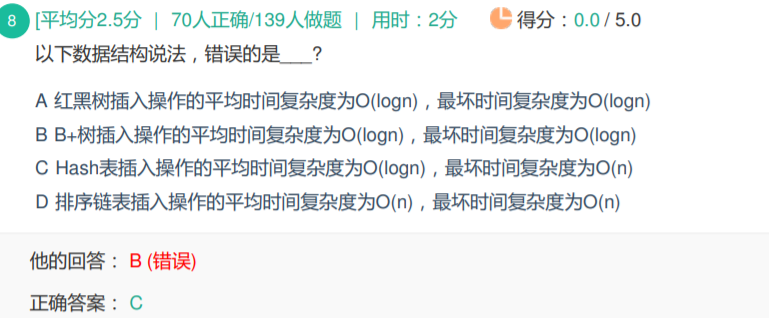 8 [平均分2.5分 | 70人正确/139人做题 | 用时：2分 得分：0.0 / 5.0
以下数据结构说法，错误的是___?
A 红黑树插入操作的平均时间复杂度为O(logn)，最坏时间复杂度为O(logn)
B B+树插入操作的平均时间复杂度为O(logn)，最坏时间复杂度为O(logn)
C Hash表插入操作的平均时间复杂度为O(logn)，最坏时间复杂度为O(n)
D 排序链表插入操作的平均时间复杂度为O(n)，最坏时间复杂度为O(n)
他的回答： B (错误)
正确答案： C